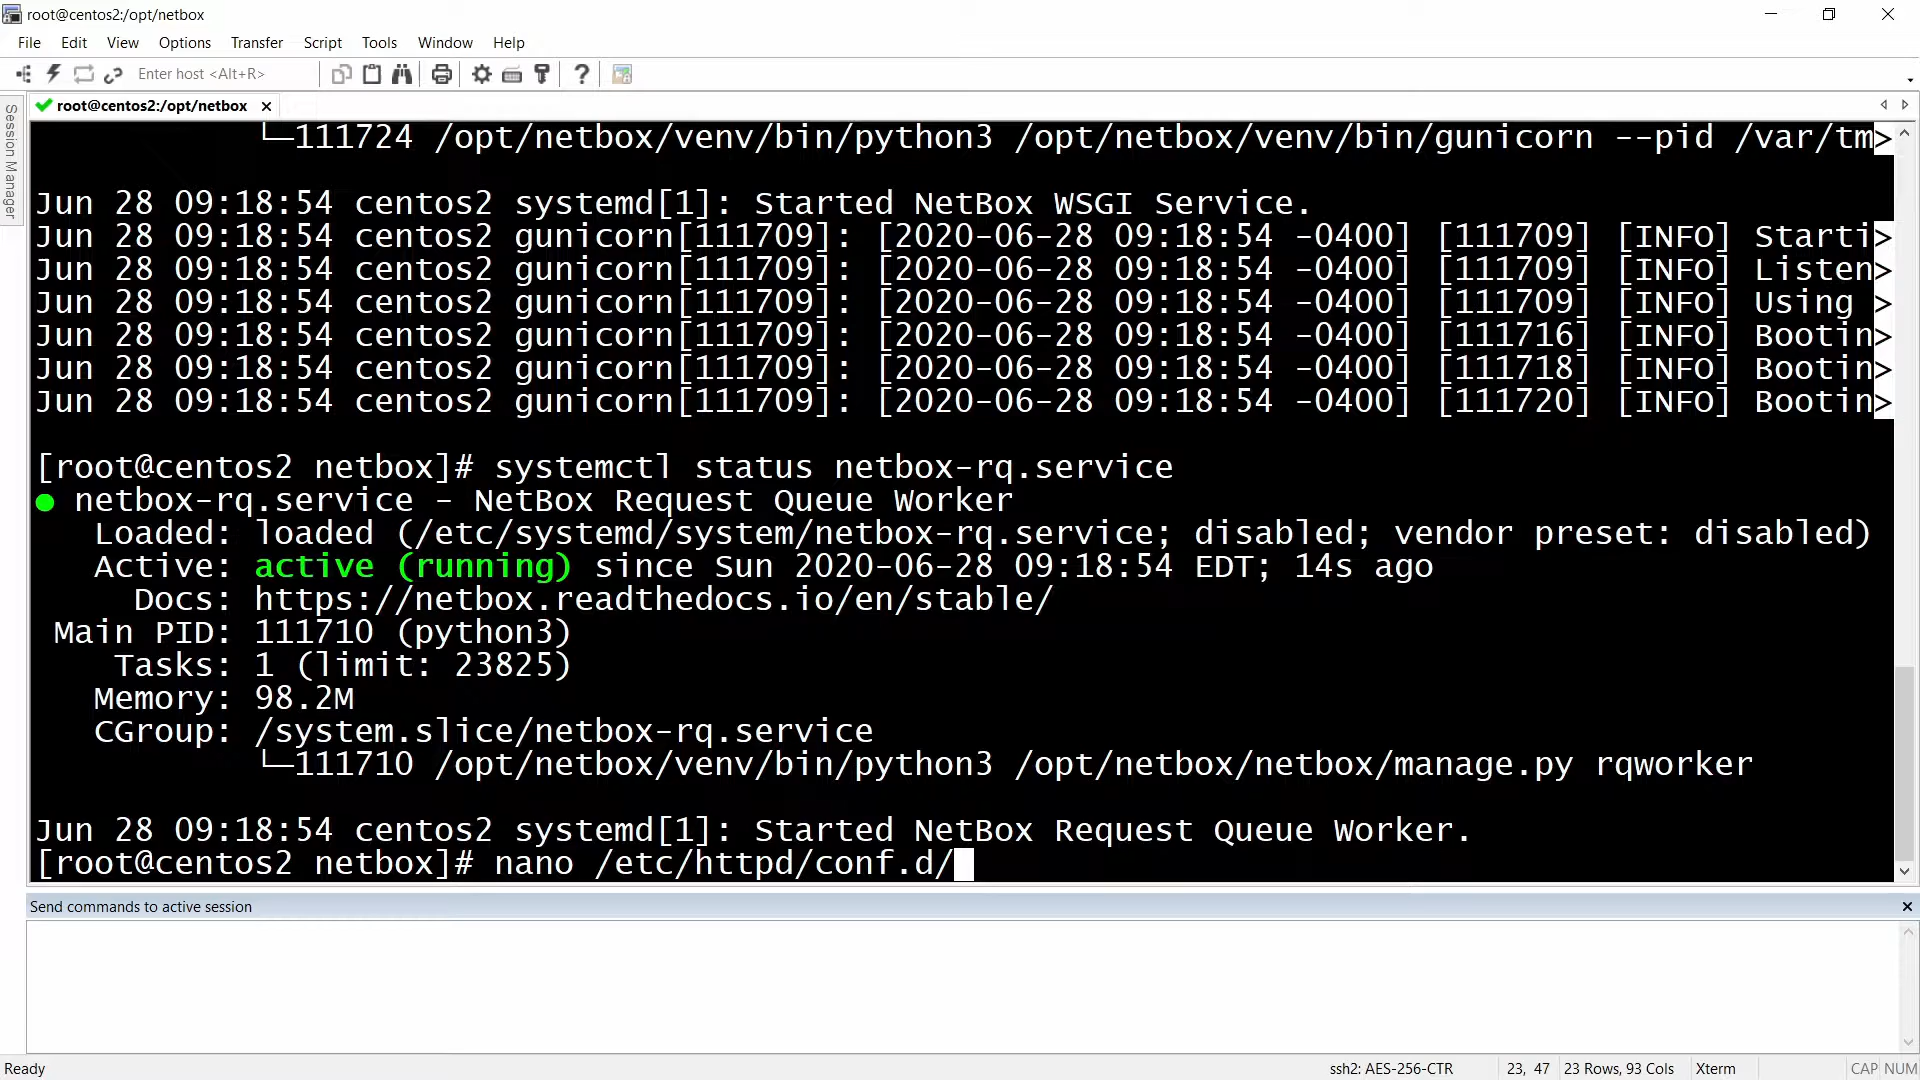 root@centos2:/opt/netbox
File Edit View Options Transfer Script Tools Window Help
Enter host <Alt+R>
Session Manager
root@centos2:/opt/netbox
└─111724 /opt/netbox/venv/bin/python3 /opt/netbox/venv/bin/gunicorn --pid /var/tm>
Jun 28 09:18:54 centos2 systemd[1]: Started NetBox WSGI Service.
Jun 28 09:18:54 centos2 gunicorn[111709]: [2020-06-28 09:18:54 -0400] [111709] [INFO] Starti>
Jun 28 09:18:54 centos2 gunicorn[111709]: [2020-06-28 09:18:54 -0400] [111709] [INFO] Listen>
Jun 28 09:18:54 centos2 gunicorn[111709]: [2020-06-28 09:18:54 -0400] [111709] [INFO] Using >
Jun 28 09:18:54 centos2 gunicorn[111709]: [2020-06-28 09:18:54 -0400] [111716] [INFO] Bootin>
Jun 28 09:18:54 centos2 gunicorn[111709]: [2020-06-28 09:18:54 -0400] [111718] [INFO] Bootin>
Jun 28 09:18:54 centos2 gunicorn[111709]: [2020-06-28 09:18:54 -0400] [111720] [INFO] Bootin>
[root@centos2 netbox]# systemctl status netbox-rq.service
● netbox-rq.service - NetBox Request Queue Worker
Loaded: loaded (/etc/systemd/system/netbox-rq.service; disabled; vendor preset: disabled)
Active: active (running) since Sun 2020-06-28 09:18:54 EDT; 14s ago
Docs: https://netbox.readthedocs.io/en/stable/
Main PID: 111710 (python3)
Tasks: 1 (limit: 23825)
Memory: 98.2M
CGroup: /system.slice/netbox-rq.service
└─111710 /opt/netbox/venv/bin/python3 /opt/netbox/netbox/manage.py rqworker
Jun 28 09:18:54 centos2 systemd[1]: Started NetBox Request Queue Worker.
[root@centos2 netbox]# nano /etc/httpd/conf.d/
Send commands to active session
Ready ssh2: AES-256-CTR 23, 47 23 Rows, 93 Cols Xterm CAP NUM